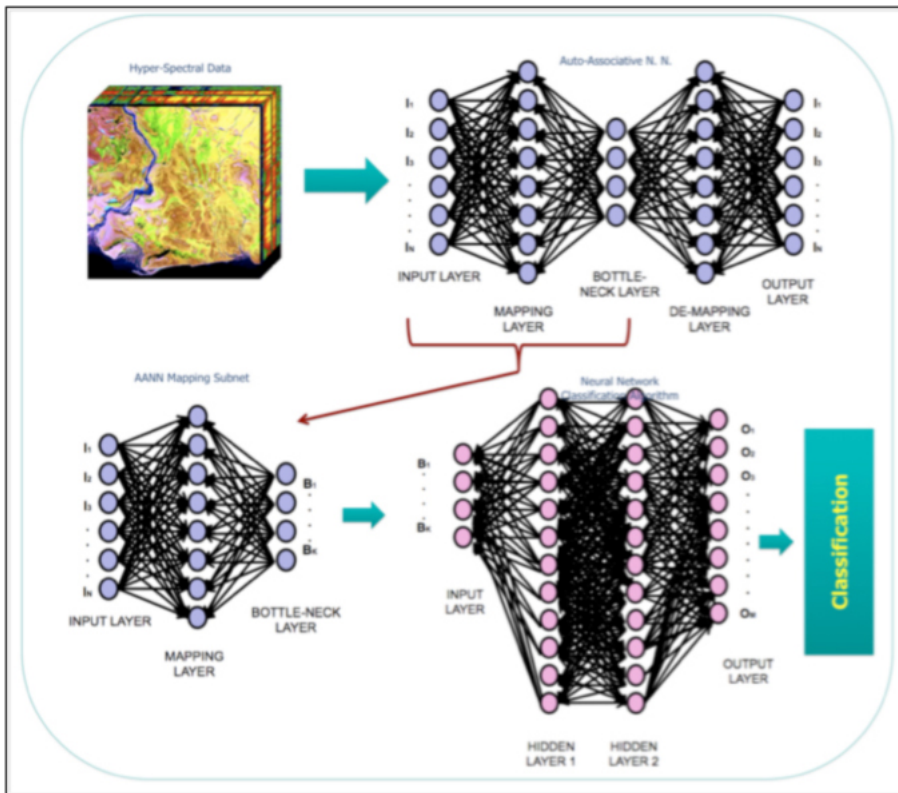 Hyper-Spectral Data
Auto-Associative N. N.
I1
I2
I3
.
.
.
IN
I1
I2
I3
.
.
.
IN
INPUT LAYER
MAPPING
LAYER
BOTTLE-
NECK LAYER
DE-MAPPING
LAYER
OUTPUT
LAYER
AANN Mapping Subnet
I1
I2
I3
.
.
.
IN
B1
.
.
BK
INPUT LAYER
MAPPING
LAYER
BOTTLE-NECK
LAYER
Neural Network
Classification Algorithm
B1
.
.
BK
O1
O2
O3
.
.
.
OM
INPUT
LAYER
HIDDEN
LAYER 1
HIDDEN
LAYER 2
OUTPUT
LAYER
Classification